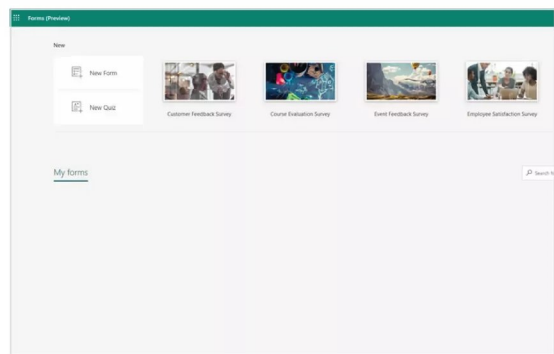 Forms (Preview)
New
New Form
New Quiz
Customer Feedback Survey
Course Evaluation Survey
Event Feedback Survey
Employee Satisfaction Survey
My forms
Search